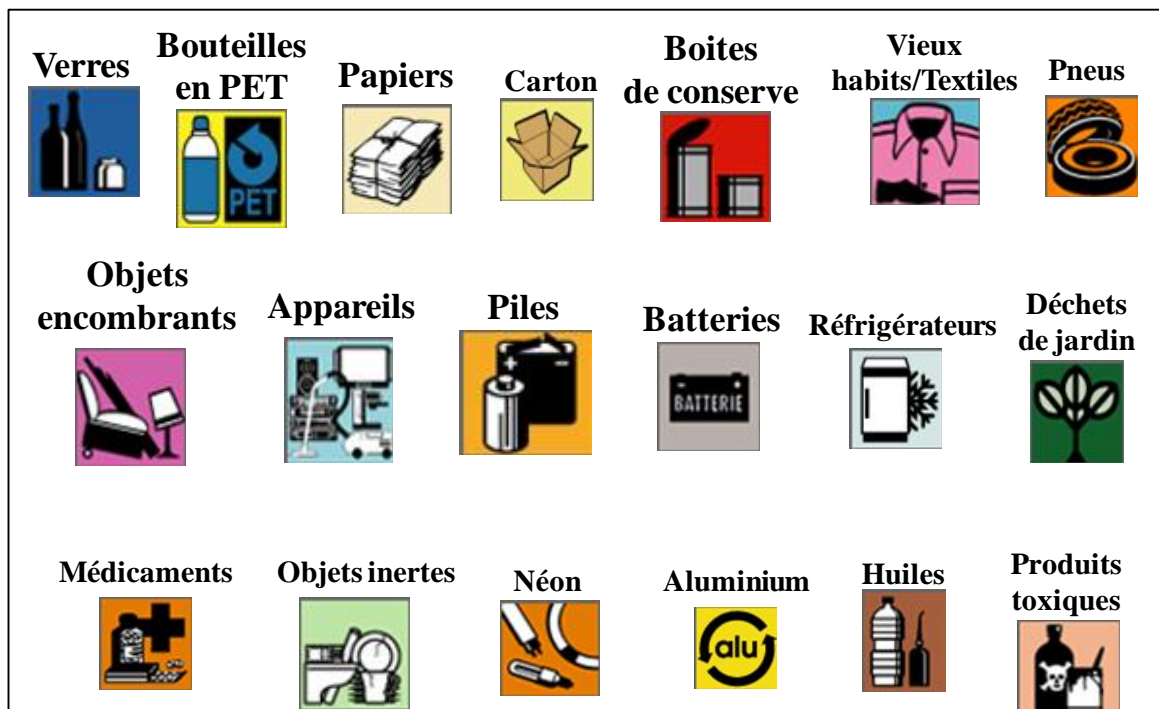 Verres
Bouteilles
en PET
Papiers
Carton
Boites
de conserve
Vieux
habits/Textiles
Pneus
PET
Objets
encombrants
Appareils
Piles
Batteries
Réfrigérateurs
Déchets
de jardin
BATTERIE
Médicaments
Objets inertes
Néon
Aluminium
Huiles
Produits
toxiques
alu